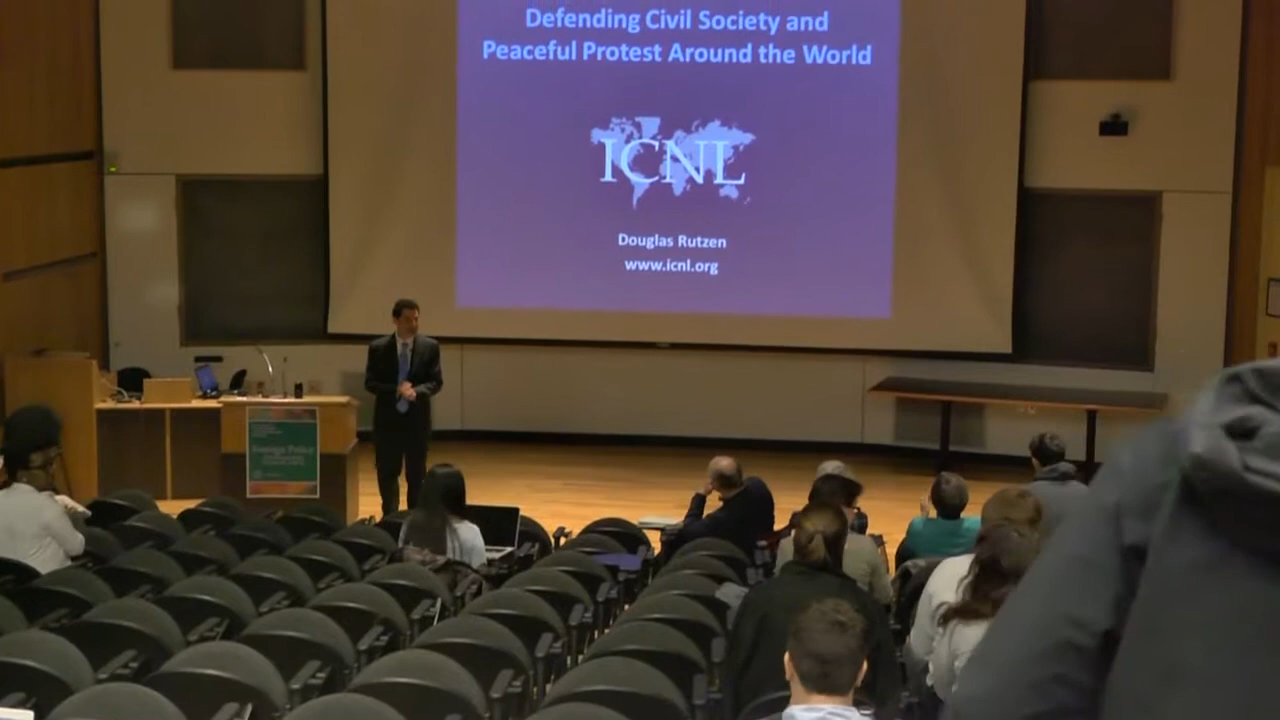 Defending Civil Society and
Peaceful Protest Around the World
ICNL
Douglas Rutzen
www.icnl.org